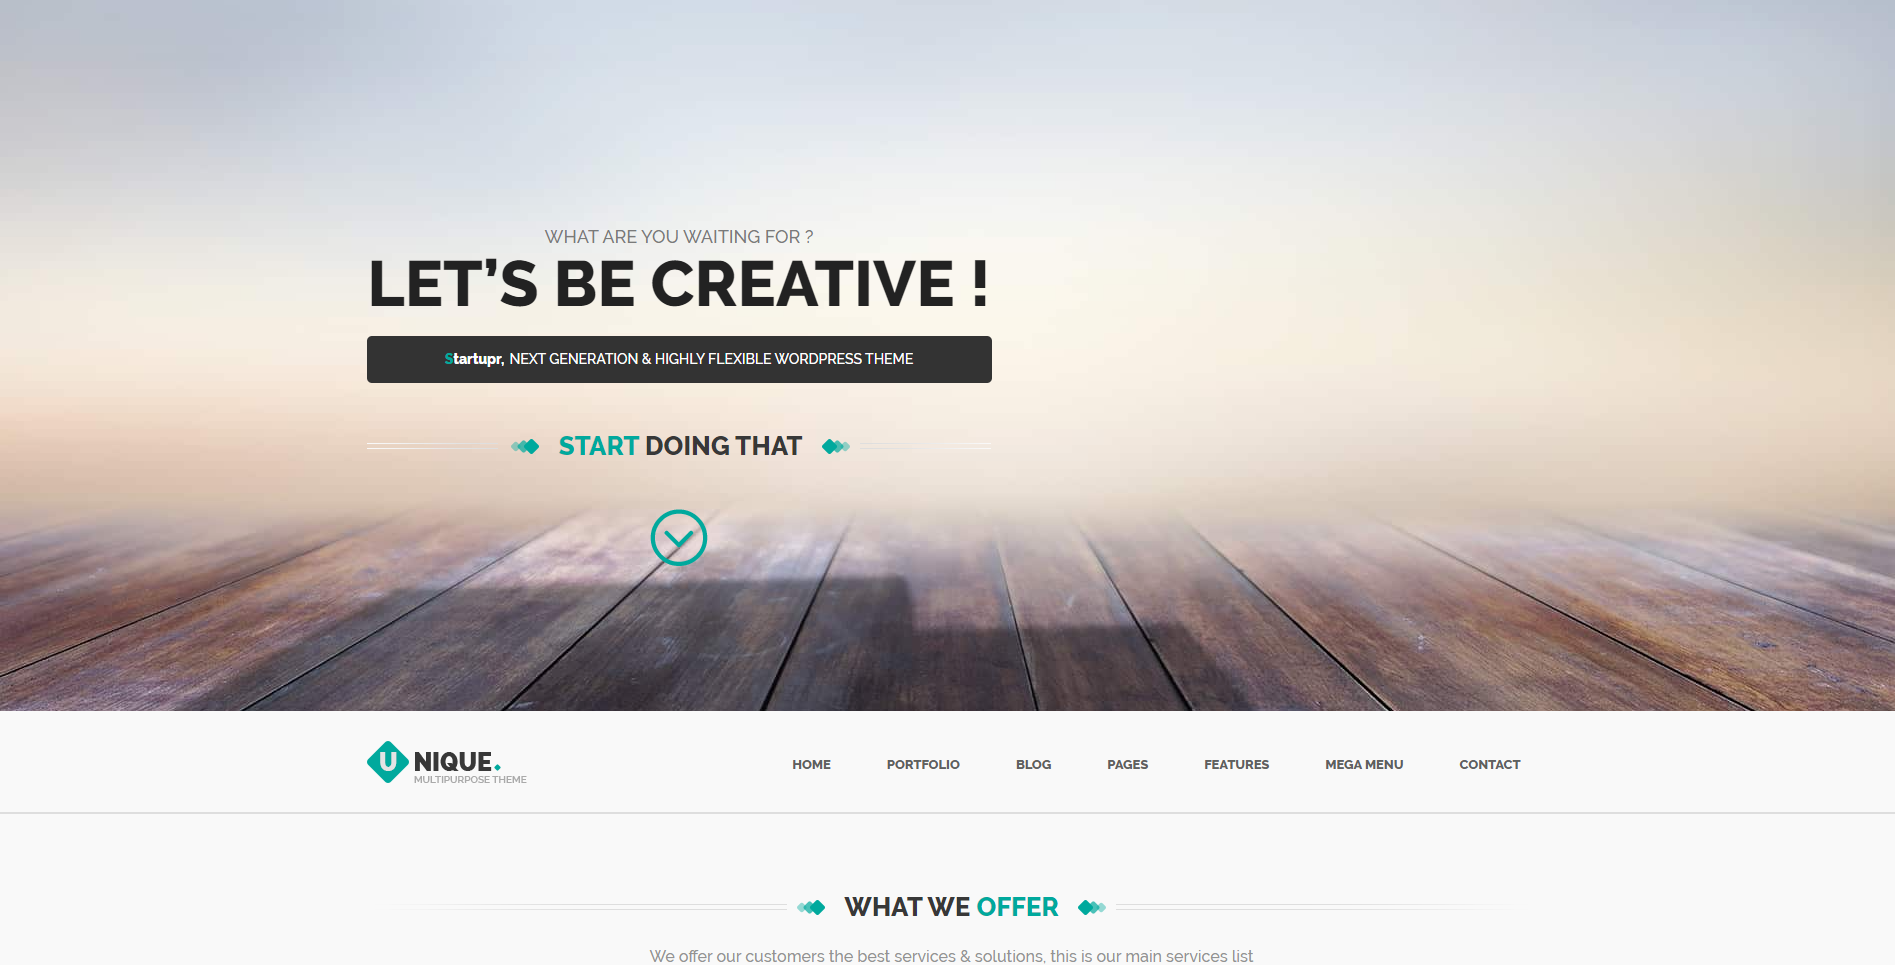 WHAT ARE YOU WAITING FOR ?
LET’S BE CREATIVE !
Startupr, NEXT GENERATION & HIGHLY FLEXIBLE WORDPRESS THEME
START DOING THAT
UNIQUE.
MULTIPURPOSE THEME
HOME PORTFOLIO BLOG PAGES FEATURES MEGA MENU CONTACT
WHAT WE OFFER
We offer our customers the best services & solutions, this is our main services list